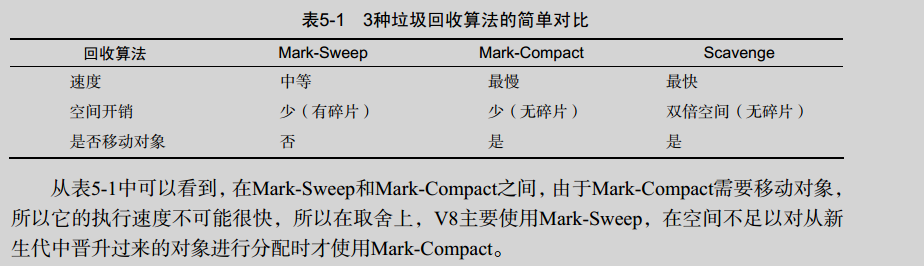 表5-1 3种垃圾回收算法的简单对比
回收算法 Mark-Sweep Mark-Compact Scavenge
速度 中等 最慢 最快
空间开销 少（有碎片） 少（无碎片） 双倍空间（无碎片）
是否移动对象 否 是 是
从表5-1中可以看到，在Mark-Sweep和Mark-Compact之间，由于Mark-Compact需要移动对象，
所以它的执行速度不可能很快，所以在取舍上，V8主要使用Mark-Sweep，在空间不足以对从新
生代中晋升过来的对象进行分配时才使用Mark-Compact。